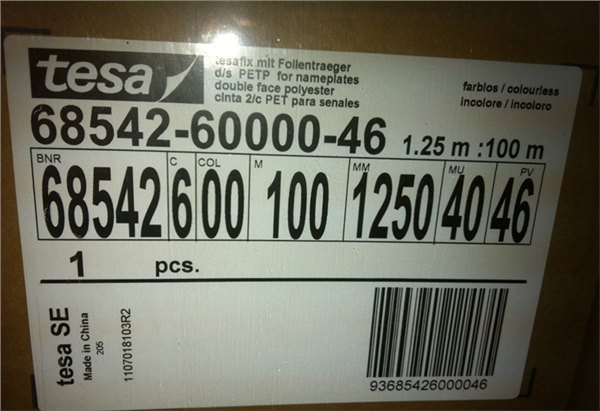 tesa
tesafix mit Folientraeger
d/s PETP for nameplates
double face polyester
cinta 2/c PET para senales
farblos / colourless
incolore / incoloro
68542-60000-46 1.25 m :100 m
BNR C COL M MM MU PV
68542 6 00 100 1250 40 46
1 pcs.
tesa SE
Made in China
205
1107018103R2
93685426000046